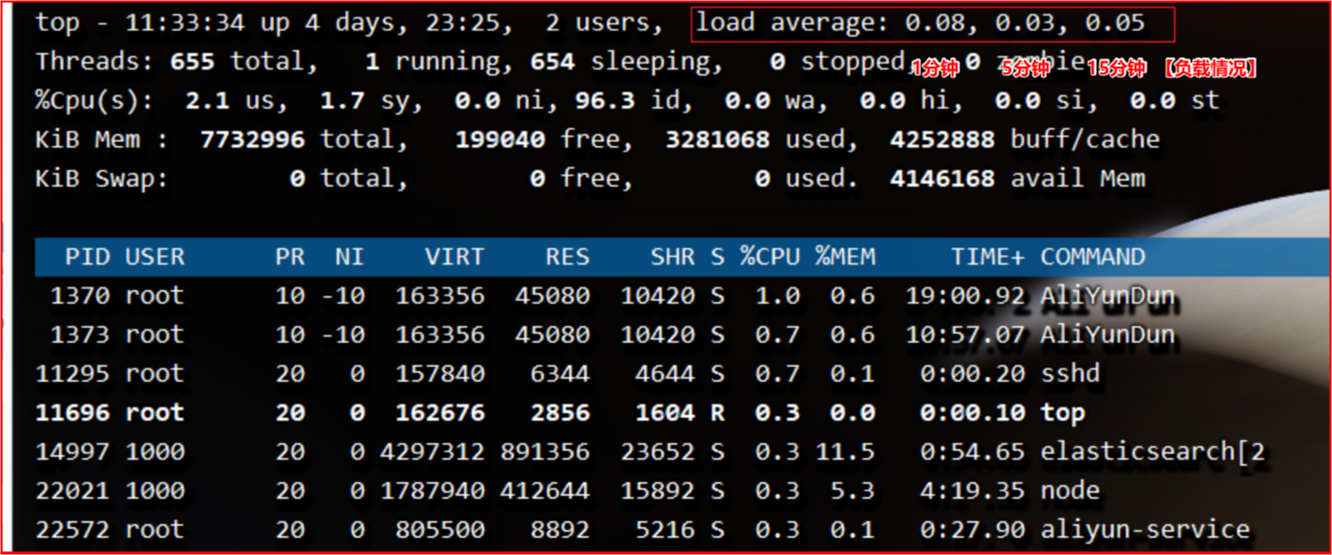 top - 11:33:34 up 4 days, 23:25,  2 users,  load average: 0.08, 0.03, 0.05
Threads: 655 total,   1 running, 654 sleeping,   0 stopped,   0 zombie
1分钟 5分钟 15分钟 【负载情况】
%Cpu(s):  2.1 us,  1.7 sy,  0.0 ni, 96.3 id,  0.0 wa,  0.0 hi,  0.0 si,  0.0 st
KiB Mem :  7732996 total,   199040 free,  3281068 used,  4252888 buff/cache
KiB Swap:        0 total,        0 free,        0 used.  4146168 avail Mem
PID USER      PR  NI    VIRT    RES    SHR S %CPU %MEM     TIME+ COMMAND
1370 root      10 -10  163356  45080  10420 S  1.0  0.6  19:00.92 AliYunDun
1373 root      10 -10  163356  45080  10420 S  0.7  0.6  10:57.07 AliYunDun
11295 root      20   0  157840   6344   4644 S  0.7  0.1   0:00.20 sshd
11696 root      20   0  162676   2856   1604 R  0.3  0.0   0:00.10 top
14997 1000      20   0 4297312 891356  23652 S  0.3 11.5   0:54.65 elasticsearch[2
22021 1000      20   0 1787940 412644  15892 S  0.3  5.3   4:19.35 node
22572 root      20   0  805500   8892   5216 S  0.3  0.1   0:27.90 aliyun-service